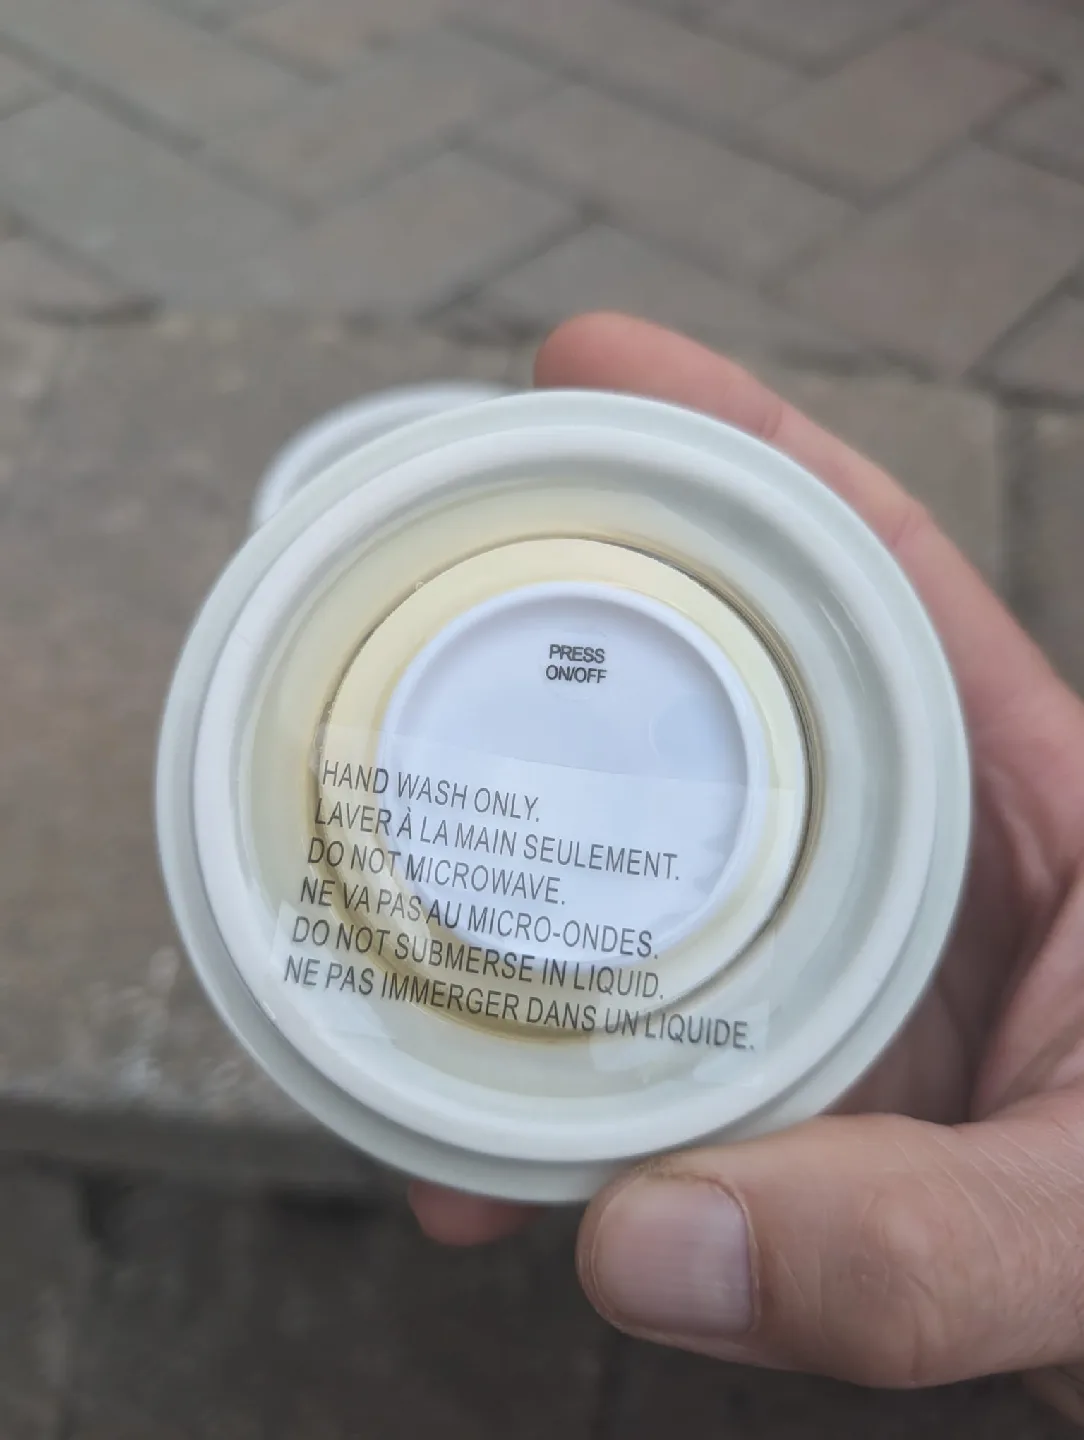 PRESS
ON/OFF
HAND WASH ONLY.
LAVER À LA MAIN SEULEMENT.
DO NOT MICROWAVE.
NE VA PAS AU MICRO-ONDES.
DO NOT SUBMERSE IN LIQUID.
NE PAS IMMERGER DANS UN LIQUIDE.